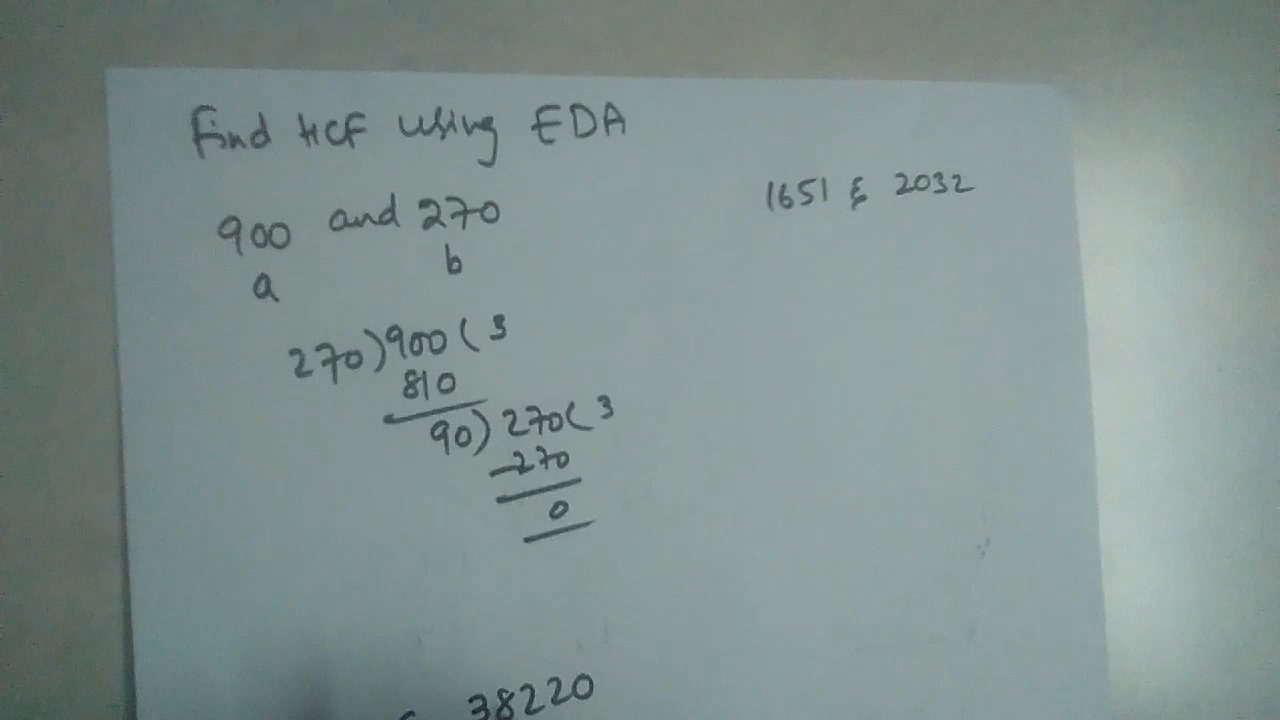 Find HCF using EDA
900 and 270
a b
1651 & 2032
270)900(3
810
90)270(3
-270
0
38220